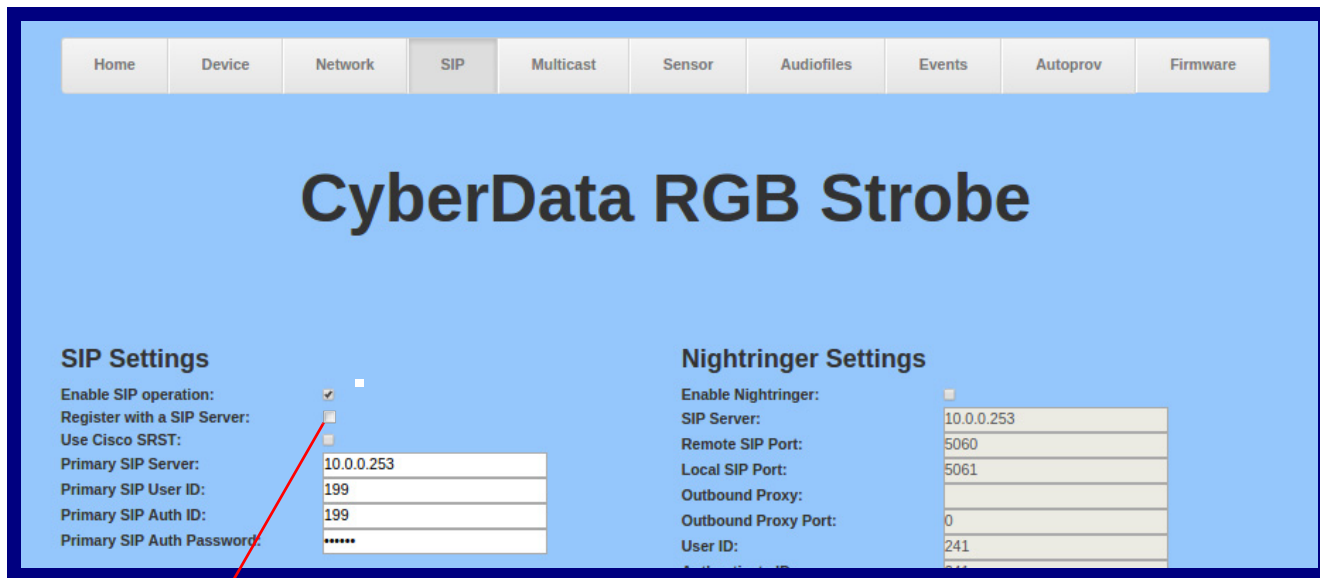 Home Device Network SIP Multicast Sensor Audiofiles Events Autoprov Firmware
CyberData RGB Strobe
SIP Settings
Enable SIP operation:
Register with a SIP Server:
Use Cisco SRST:
Primary SIP Server: 10.0.0.253
Primary SIP User ID: 199
Primary SIP Auth ID: 199
Primary SIP Auth Password: ••••••
Nightringer Settings
Enable Nightringer:
SIP Server: 10.0.0.253
Remote SIP Port: 5060
Local SIP Port: 5061
Outbound Proxy:
Outbound Proxy Port: 0
User ID: 241